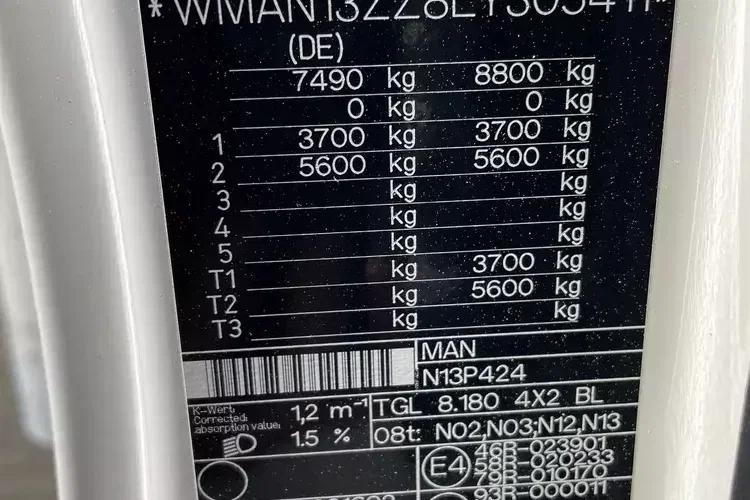 (DE)
7490 kg 8800 kg
0 kg 0 kg
1 3700 kg 3700 kg
2 5600 kg 5600 kg
3 kg kg
4 kg kg
5 kg kg
T1 kg 3700 kg
T2 kg 5600 kg
T3 kg kg
MAN
N13P424
K-Wert:
Corrected
absorption value:
1,2 m⁻¹
TGL 8.180 4X2 BL
1.5 %
08t: N02,N03;N12,N13
E4
46R-023901
58R-020233
79R-010170
93R-000011